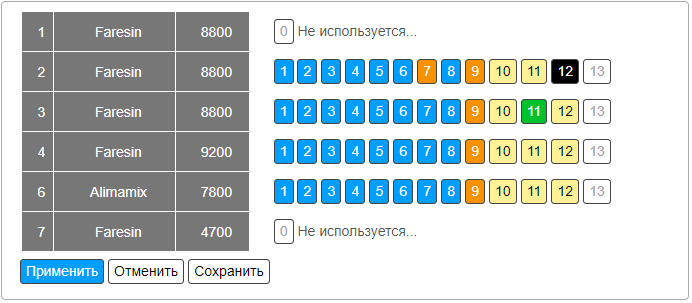 1 Faresin 8800 0 Не используется...
2 Faresin 8800 1 2 3 4 5 6 7 8 9 10 11 12 13
3 Faresin 8800 1 2 3 4 5 6 7 8 9 10 11 12 13
4 Faresin 9200 1 2 3 4 5 6 7 8 9 10 11 12 13
6 Alimamix 7800 1 2 3 4 5 6 7 8 9 10 11 12 13
7 Faresin 4700 0 Не используется...
Применить Отменить Сохранить